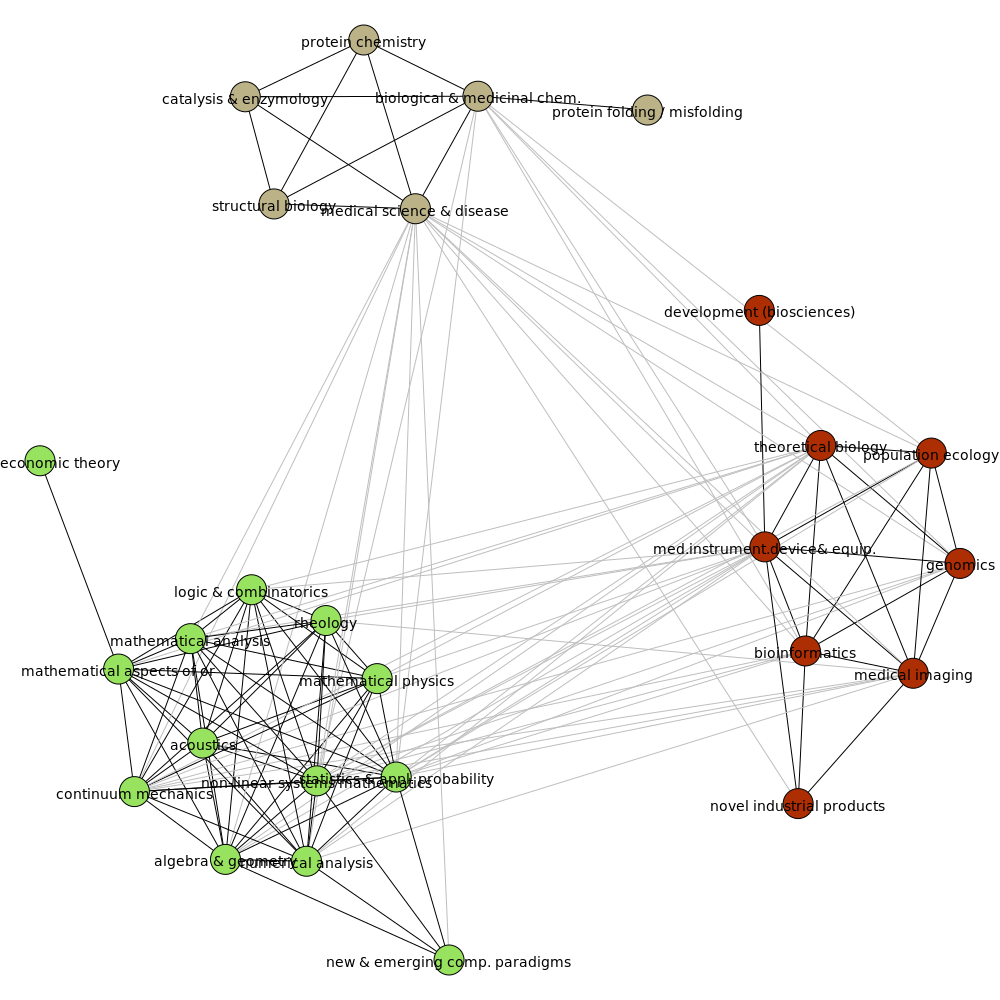 protein chemistry
catalysis & enzymology
biological & medicinal chem.
protein folding / misfolding
structural biology
medical science & disease
development (biosciences)
theoretical biology
population ecology
economic theory
med.instrument.device& equip.
genomics
logic & combinatorics
rheology
mathematical analysis
bioinformatics
mathematical aspects of or
medical imaging
mathematical physics
acoustics
statistics & appl. probability
non-linear systems mathematics
continuum mechanics
novel industrial products
algebra & geometry
numerical analysis
new & emerging comp. paradigms